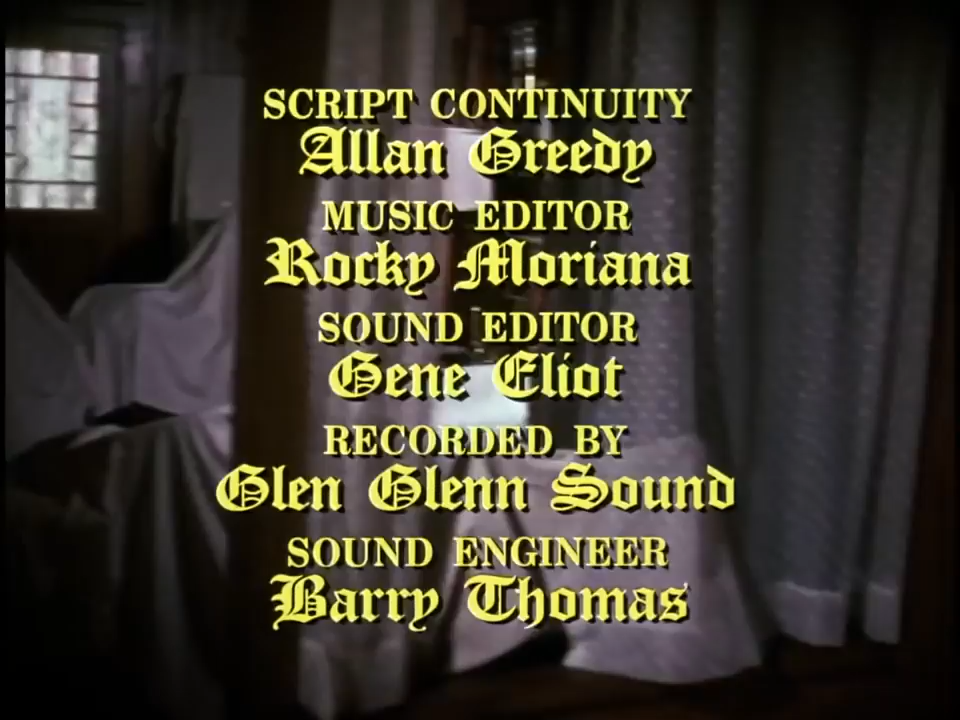 SCRIPT CONTINUITY
Allan Greedy
MUSIC EDITOR
Rocky Moriana
SOUND EDITOR
Gene Eliot
RECORDED BY
Glen Glenn Sound
SOUND ENGINEER
Barry Thomas